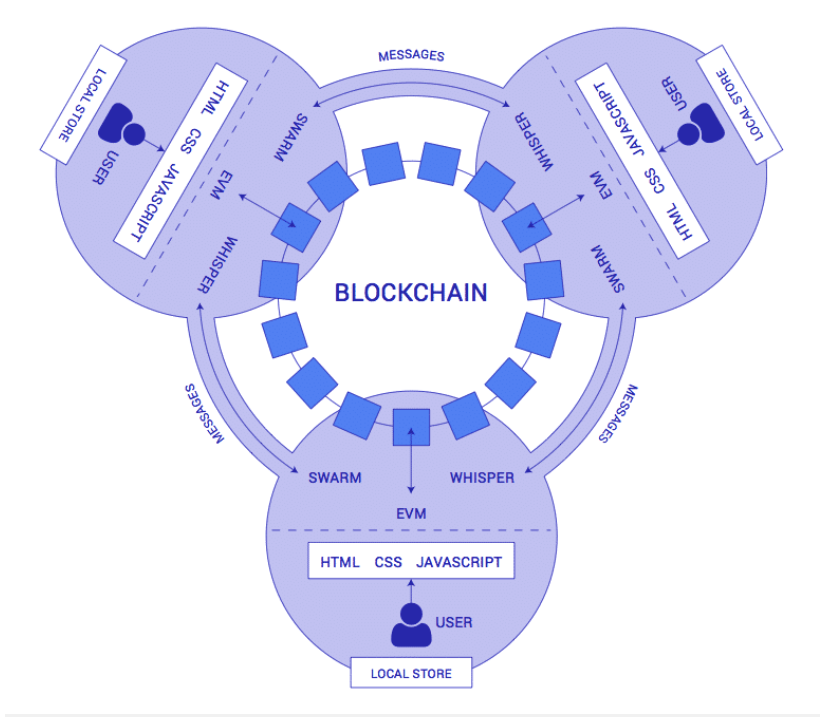 MESSAGES
LOCAL STORE
USER
HTML CSS JAVASCRIPT
SWARM
EVM
WHISPER
LOCAL STORE
USER
HTML CSS JAVASCRIPT
WHISPER
EVM
SWARM
BLOCKCHAIN
MESSAGES
MESSAGES
SWARM
WHISPER
EVM
HTML CSS JAVASCRIPT
USER
LOCAL STORE